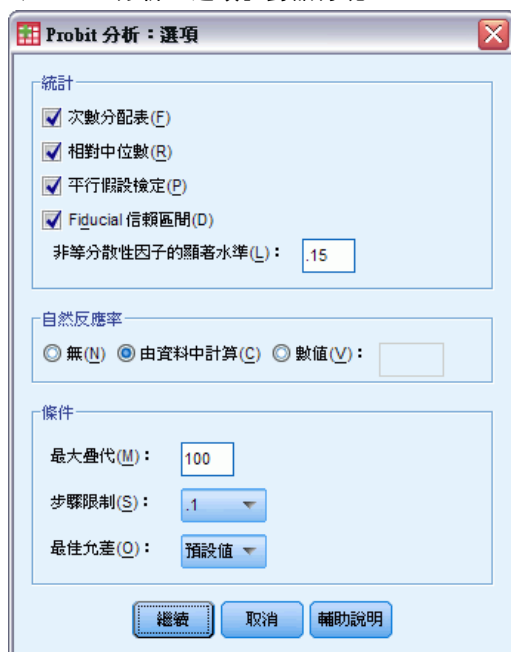 Probit 分析：選項
統計
次數分配表(F)
相對中位數(R)
平行假設檢定(P)
Fiducial 信賴區間(D)
非等分散性因子的顯著水準(L)： .15
自然反應率
無(N) 由資料中計算(C) 數值(V)：
條件
最大疊代(M)： 100
步驟限制(S)： .1
最佳允差(O)： 預設值
繼續 取消 輔助說明